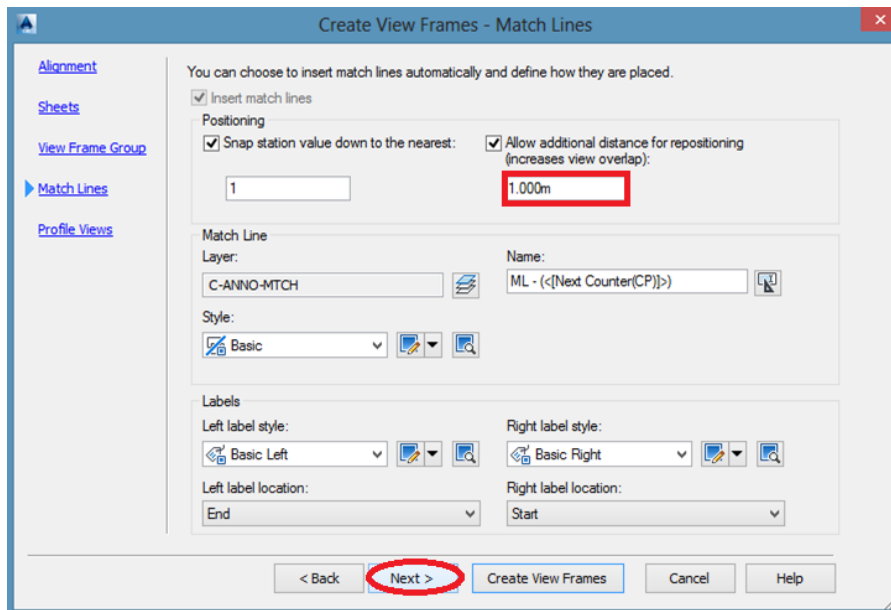 Create View Frames - Match Lines
Alignment
Sheets
View Frame Group
Match Lines
Profile Views
You can choose to insert match lines automatically and define how they are placed.
Insert match lines
Positioning
Snap station value down to the nearest:
1
Allow additional distance for repositioning
(increases view overlap):
1.000m
Match Line
Layer:
C-ANNO-MTCH
Name:
ML - (<[Next Counter(CP)]>)
Style:
Basic
Labels
Left label style:
Basic Left
Right label style:
Basic Right
Left label location:
End
Right label location:
Start
< Back
Next >
Create View Frames
Cancel
Help